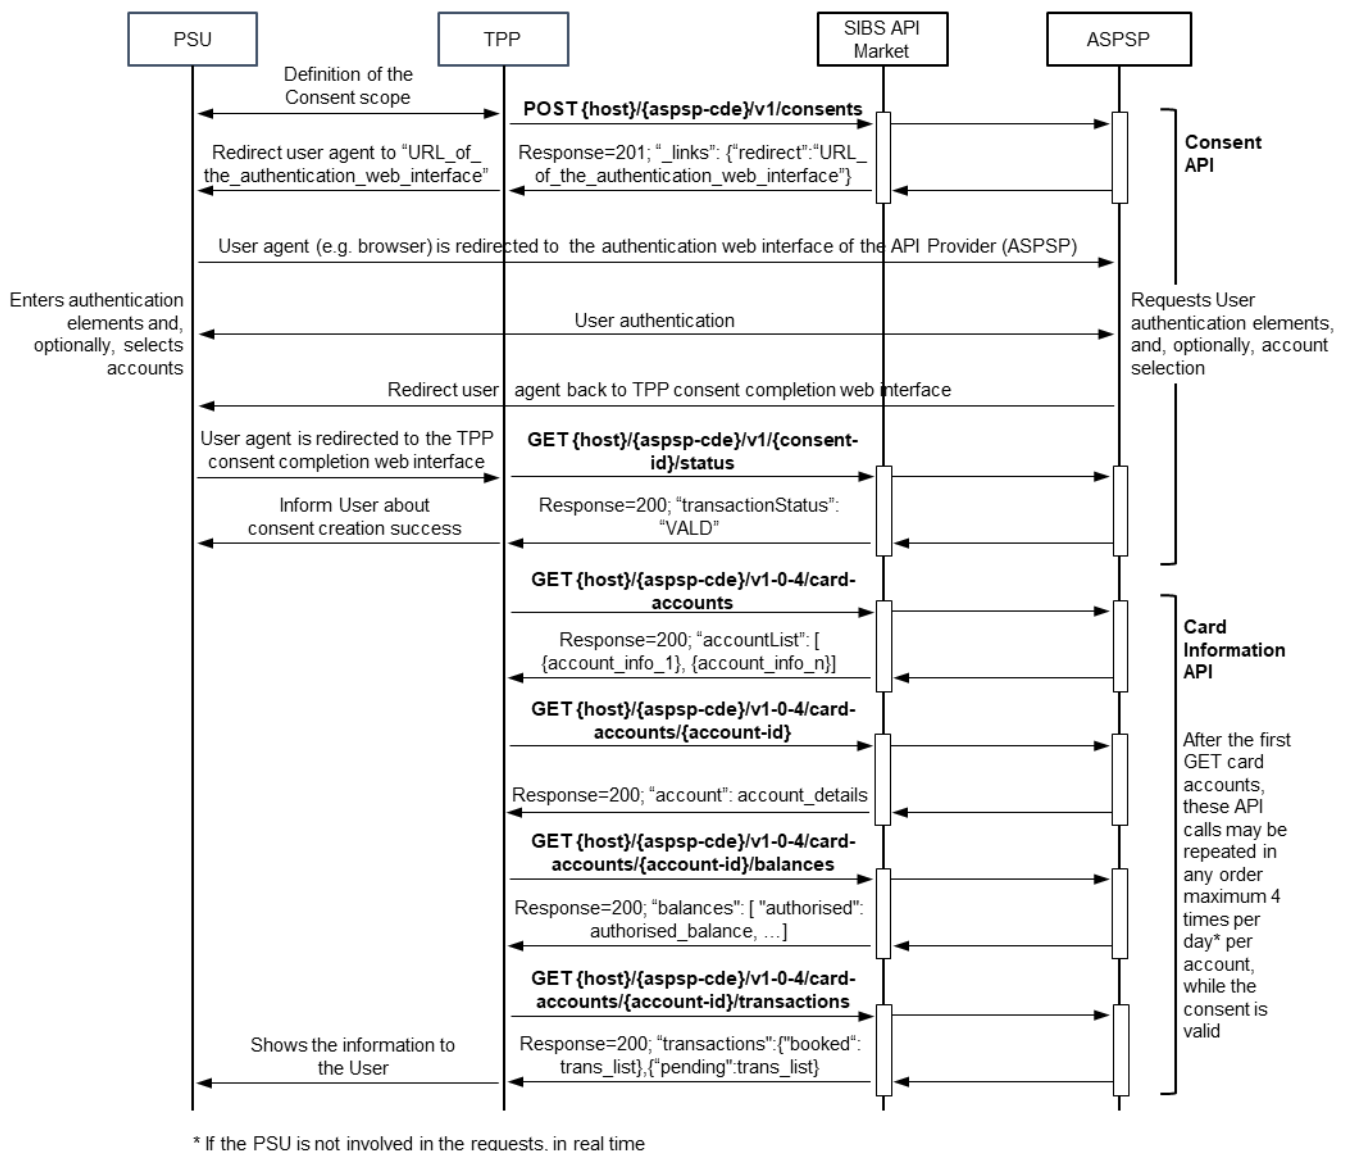 PSU
TPP
SIBS API
Market
ASPSP
Definition of the
Consent scope
POST {host}/{aspsp-cde}/v1/consents
Consent
API
Redirect user agent to “URL_of_
the_authentication_web_interface”
Response=201; “_links”: {“redirect”:“URL_
of_the_authentication_web_interface”}
User agent (e.g. browser) is redirected to the authentication web interface of the API Provider (ASPSP)
Enters authentication
elements and,
optionally, selects
accounts
User authentication
Requests User
authentication elements,
and, optionally, account
selection
Redirect user agent back to TPP consent completion web interface
User agent is redirected to the TPP
consent completion web interface
GET {host}/{aspsp-cde}/v1/{consent-
id}/status
Inform User about
consent creation success
Response=200; “transactionStatus”:
“VALD”
GET {host}/{aspsp-cde}/v1-0-4/card-
accounts
Response=200; “accountList”: [
{account_info_1}, {account_info_n}]
Card
Information
API
GET {host}/{aspsp-cde}/v1-0-4/card-
accounts/{account-id}
Response=200; “account”: account_details
GET {host}/{aspsp-cde}/v1-0-4/card-
accounts/{account-id}/balances
Response=200; “balances": [ "authorised":
authorised_balance, …]
GET {host}/{aspsp-cde}/v1-0-4/card-
accounts/{account-id}/transactions
Response=200; “transactions":{"booked“:
trans_list},{“pending":trans_list}
After the first
GET card
accounts,
these API
calls may be
repeated in
any order
maximum 4
times per
day* per
account,
while the
consent is
valid
Shows the information to
the User
* If the PSU is not involved in the requests, in real time